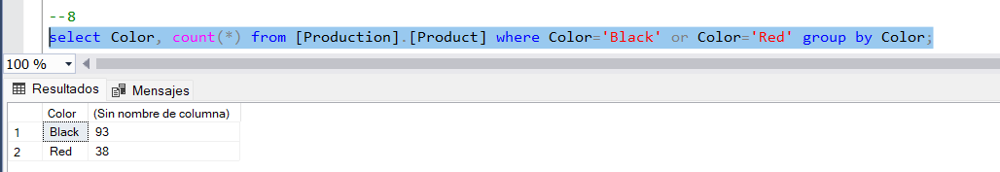 --8
select Color, count(*) from [Production].[Product] where Color='Black' or Color='Red' group by Color;
100 %
Resultados Mensajes
Color (Sin nombre de columna)
1 Black 93
2 Red 38